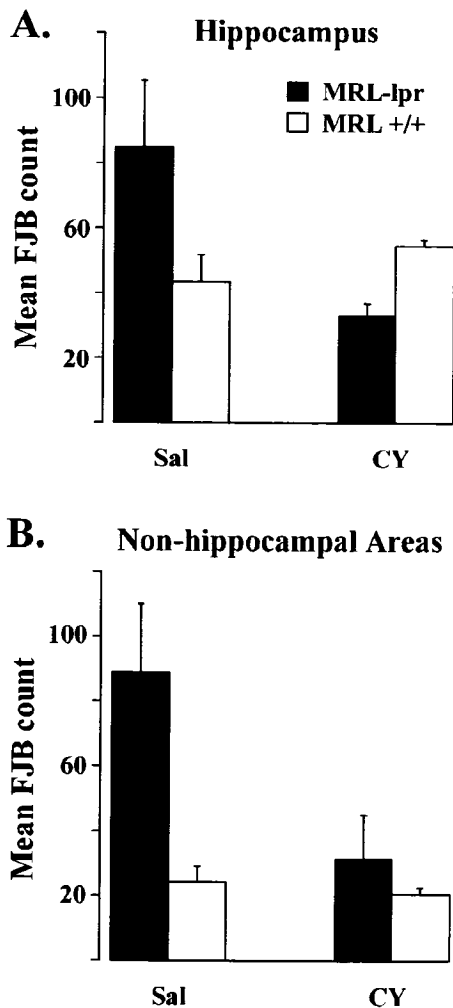 A. Hippocampus
MRL-lpr
MRL +/+
Mean FJB count
100
60
20
Sal CY
B. Non-hippocampal Areas
Mean FJB count
100
60
20
Sal CY